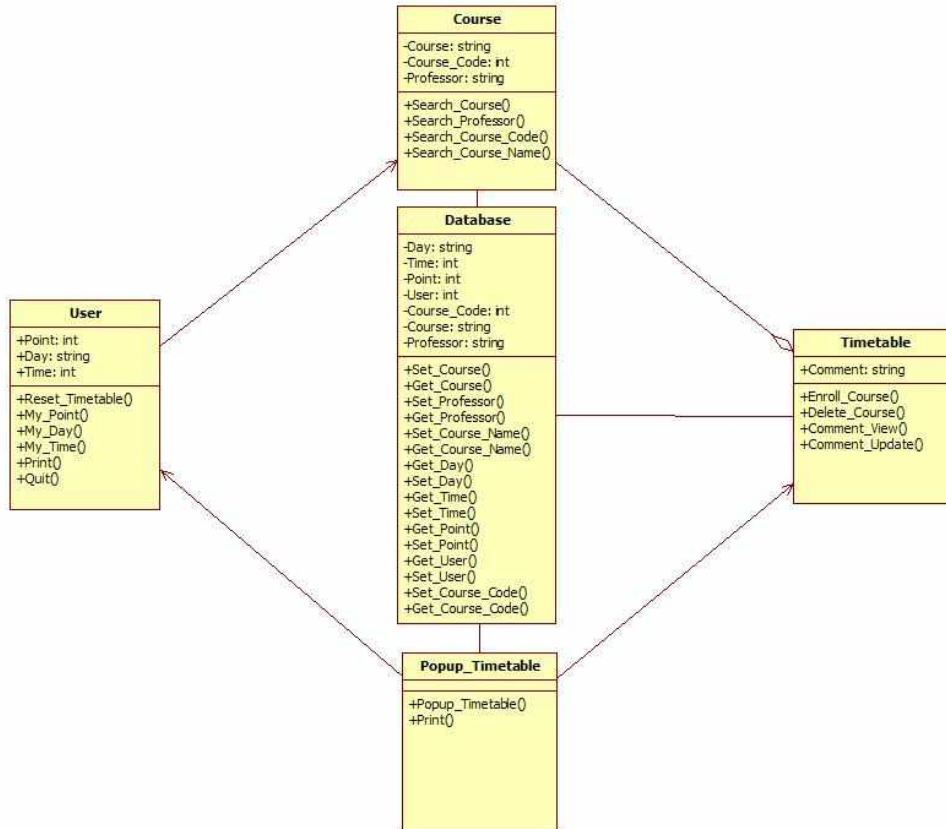 Course
-Course: string
-Course_Code: int
-Professor: string
+Search_Course()
+Search_Professor()
+Search_Course_Code()
+Search_Course_Name()
Database
-Day: string
-Time: int
-Point: int
-User: int
-Course_Code: int
-Course: string
-Professor: string
+Set_Course()
+Get_Course()
+Set_Professor()
+Get_Professor()
+Set_Course_Name()
+Get_Course_Name()
+Get_Day()
+Set_Day()
+Get_Time()
+Set_Time()
+Get_Point()
+Set_Point()
+Get_User()
+Set_User()
+Set_Course_Code()
+Get_Course_Code()
User
+Point: int
+Day: string
+Time: int
+Reset_Timetable()
+My_Point()
+My_Day()
+My_Time()
+Print()
+Quit()
Timetable
+Comment: string
+Enroll_Course()
+Delete_Course()
+Comment_View()
+Comment_Update()
Popup_Timetable
+Popup_Timetable()
+Print()